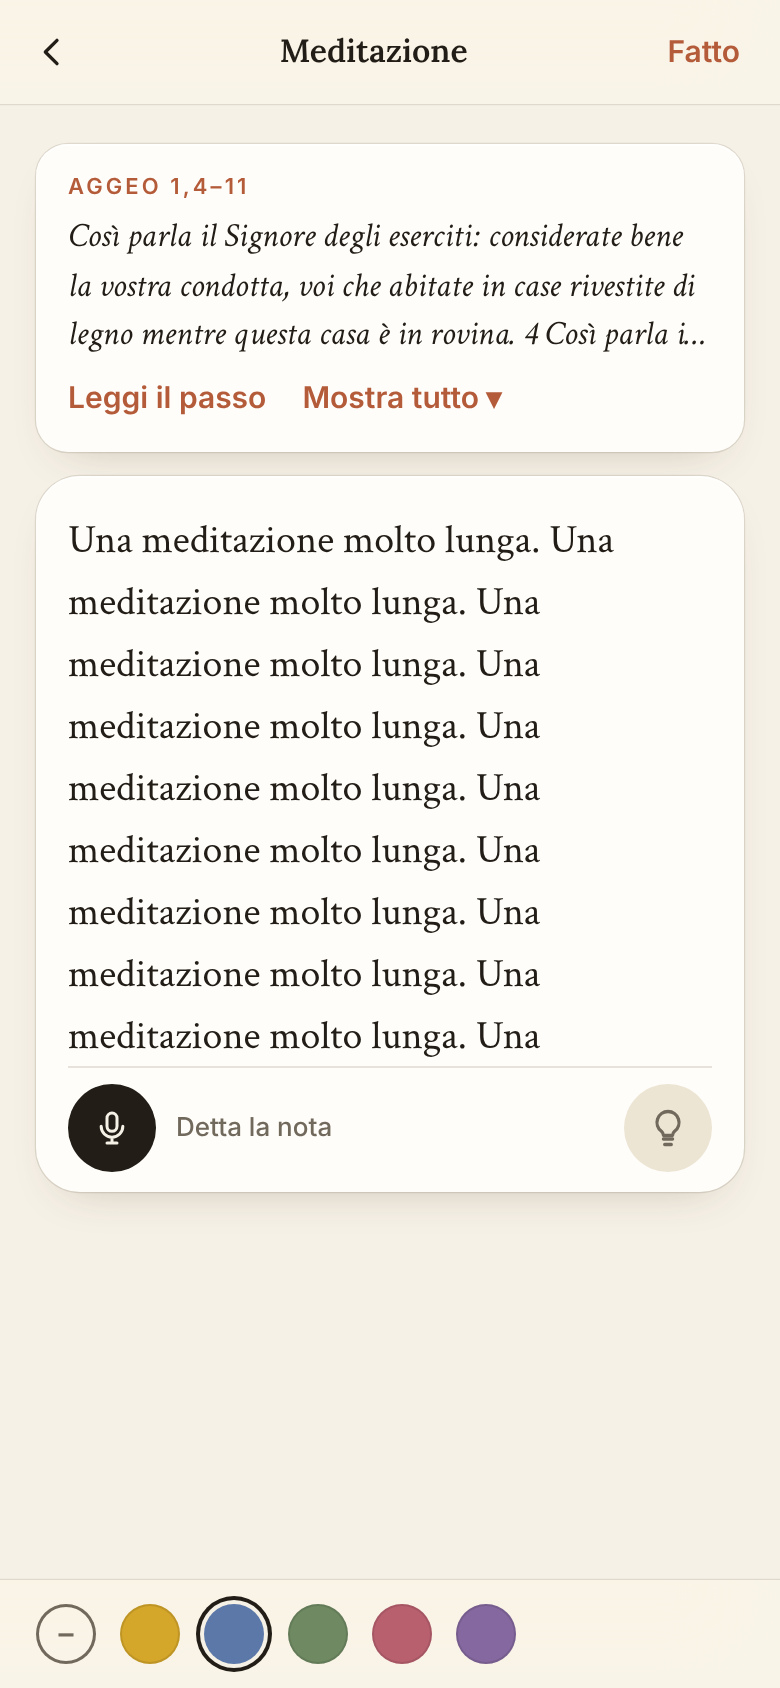 Meditazione
Fatto
AGGEO 1,4–11
Così parla il Signore degli eserciti: considerate bene
la vostra condotta, voi che abitate in case rivestite di
legno mentre questa casa è in rovina. 4 Così parla i...
Leggi il passo
Mostra tutto ▾
Una meditazione molto lunga. Una
meditazione molto lunga. Una
meditazione molto lunga. Una
meditazione molto lunga. Una
meditazione molto lunga. Una
meditazione molto lunga. Una
meditazione molto lunga. Una
meditazione molto lunga. Una
meditazione molto lunga. Una
Detta la nota